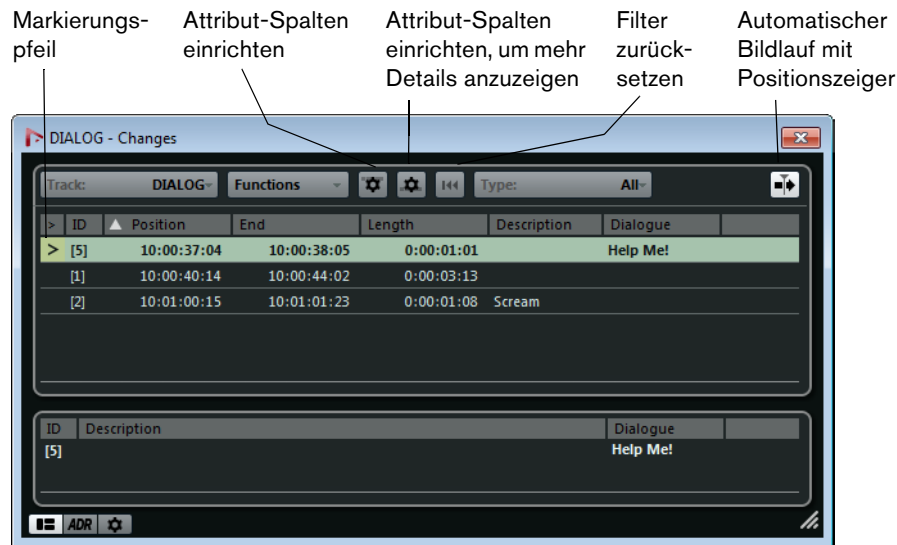 Markierungs-
pfeil
Attribut-Spalten
einrichten
Attribut-Spalten
einrichten, um mehr
Details anzuzeigen
Filter
zurück-
setzen
Automatischer
Bildlauf mit
Positionszeiger
DIALOG - Changes
Track: DIALOG Functions Type: All
> ID Position End Length Description Dialogue
> [5] 10:00:37:04 10:00:38:05 0:00:01:01 Help Me!
[1] 10:00:40:14 10:00:44:02 0:00:03:13
[2] 10:01:00:15 10:01:01:23 0:00:01:08 Scream
ID Description Dialogue
[5] Help Me!
ADR